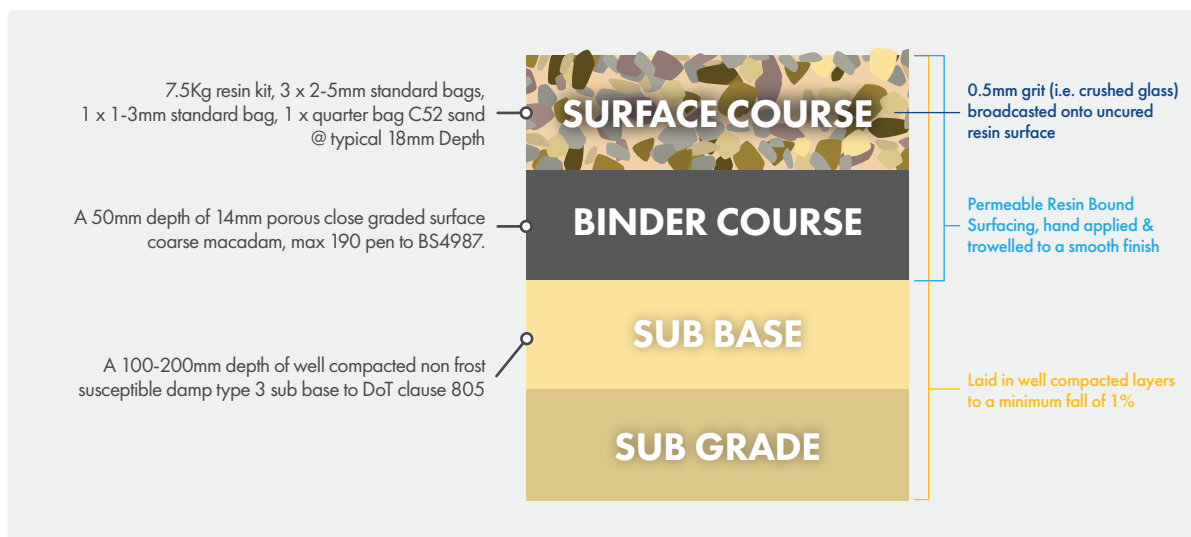 7.5Kg resin kit, 3 x 2-5mm standard bags,
1 x 1-3mm standard bag, 1 x quarter bag C52 sand
@ typical 18mm Depth
SURFACE COURSE
0.5mm grit (i.e. crushed glass)
broadcasted onto uncured
resin surface
A 50mm depth of 14mm porous close graded surface
coarse macadam, max 190 pen to BS4987.
BINDER COURSE
Permeable Resin Bound
Surfacing, hand applied &
trowelled to a smooth finish
SUB BASE
A 100-200mm depth of well compacted non frost
susceptible damp type 3 sub base to DoT clause 805
Laid in well compacted layers
to a minimum fall of 1%
SUB GRADE